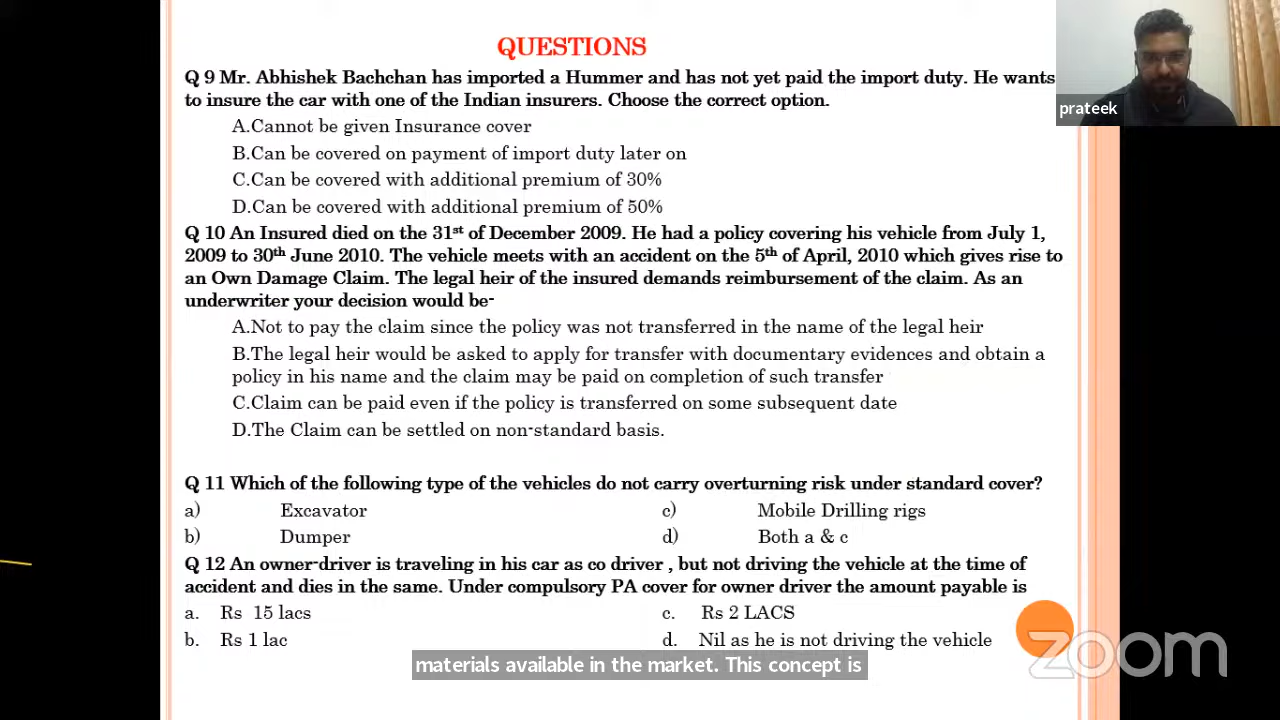 QUESTIONS
Q 9 Mr. Abhishek Bachchan has imported a Hummer and has not yet paid the import duty. He wants
to insure the car with one of the Indian insurers. Choose the correct option.
A.Cannot be given Insurance cover
B.Can be covered on payment of import duty later on
C.Can be covered with additional premium of 30%
D.Can be covered with additional premium of 50%
Q 10 An Insured died on the 31st of December 2009. He had a policy covering his vehicle from July 1,
2009 to 30th June 2010. The vehicle meets with an accident on the 5th of April, 2010 which gives rise to
an Own Damage Claim. The legal heir of the insured demands reimbursement of the claim. As an
underwriter your decision would be-
A.Not to pay the claim since the policy was not transferred in the name of the legal heir
B.The legal heir would be asked to apply for transfer with documentary evidences and obtain a
policy in his name and the claim may be paid on completion of such transfer
C.Claim can be paid even if the policy is transferred on some subsequent date
D.The Claim can be settled on non-standard basis.
Q 11 Which of the following type of the vehicles do not carry overturning risk under standard cover?
a) Excavator c) Mobile Drilling rigs
b) Dumper d) Both a & c
Q 12 An owner-driver is traveling in his car as co driver , but not driving the vehicle at the time of
accident and dies in the same. Under compulsory PA cover for owner driver the amount payable is
a. Rs 15 lacs c. Rs 2 LACS
b. Rs 1 lac d. Nil as he is not driving the vehicle
materials available in the market. This concept is
prateek
zoom